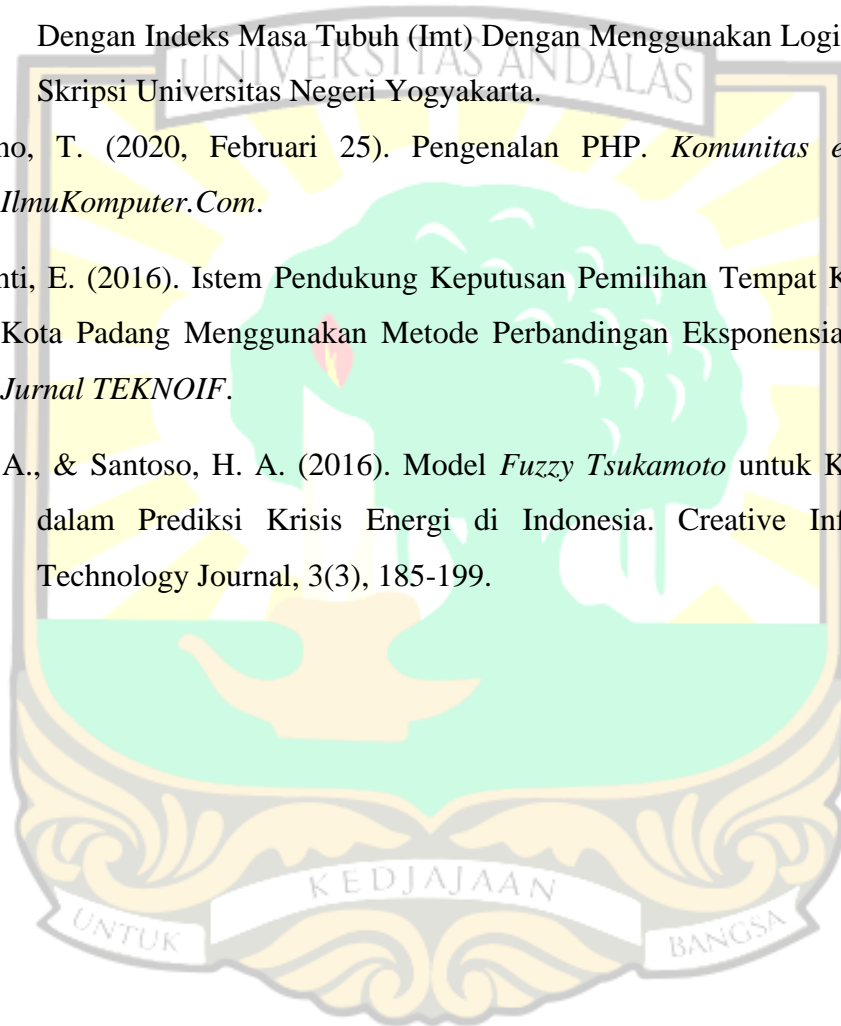 Dengan Indeks Masa Tubuh (Imt) Dengan Menggunakan Logi
UNIVERSITAS ANDALAS
Skripsi Universitas Negeri Yogyakarta.
no, T. (2020, Februari 25). Pengenalan PHP. Komunitas e
IlmuKomputer.Com.
nti, E. (2016). Istem Pendukung Keputusan Pemilihan Tempat K
Kota Padang Menggunakan Metode Perbandingan Eksponensia
Jurnal TEKNOIF.
A., & Santoso, H. A. (2016). Model Fuzzy Tsukamoto untuk K
dalam Prediksi Krisis Energi di Indonesia. Creative Inf
Technology Journal, 3(3), 185-199.
KEDJAJAAN
UNTUK
BANGSA